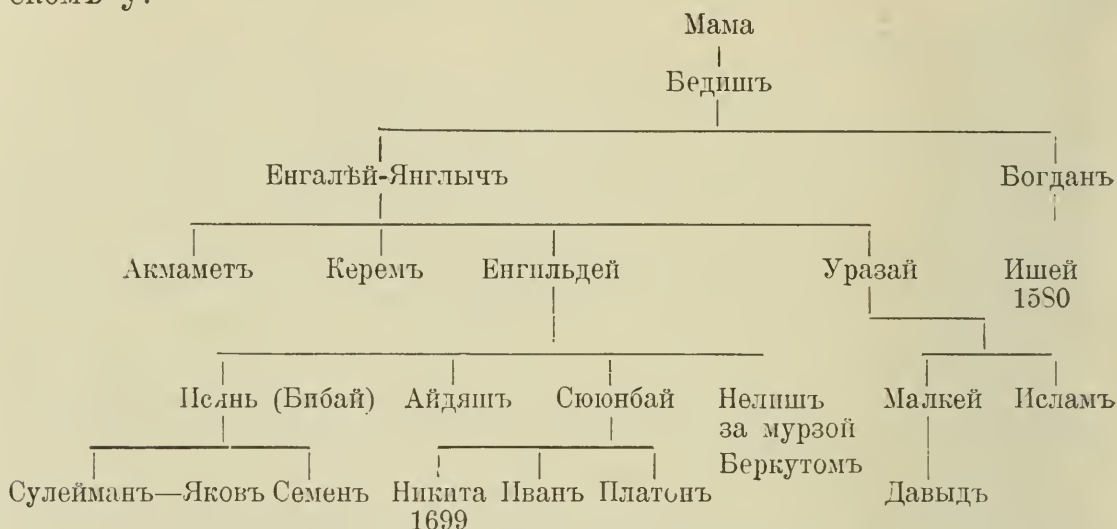 скомъ у.
Мама
Бедишъ
Енгалѣй-Янглычъ Богданъ
Акмаметъ Керемъ Енгильдей Уразай Ишей
1580
Исянь (Бибай) Айдяшъ Сююнбай Нелишъ Малкей Исламъ
за мурзой
Беркутомъ
Сулейманъ—Яковъ Семенъ Никита Иванъ Платонъ Давыдъ
1699